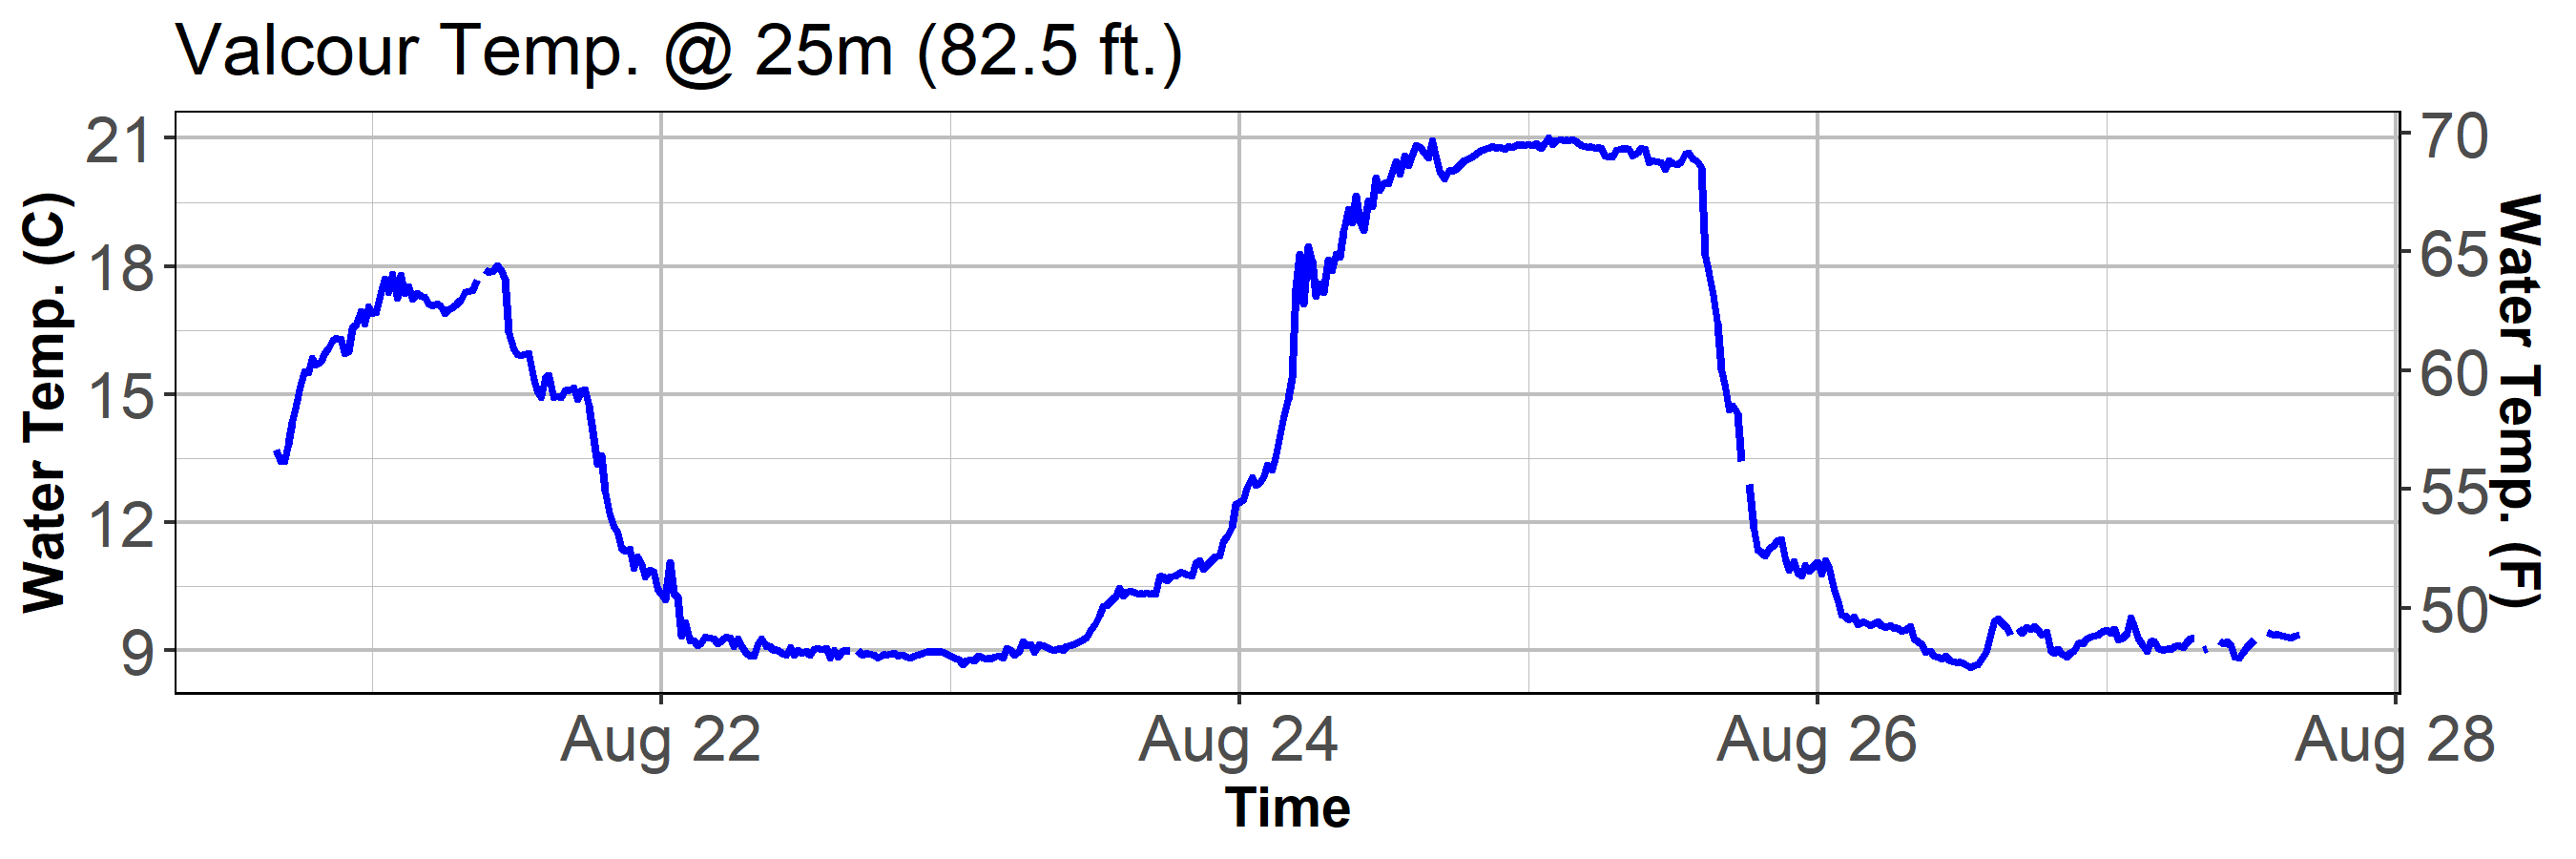 Valcour Temp. @ 25m (82.5 ft.)
Water Temp. (C)
21
18
15
12
9
70
65
60
55
50
Water Temp. (F)
Aug 22
Aug 24
Aug 26
Aug 28
Time